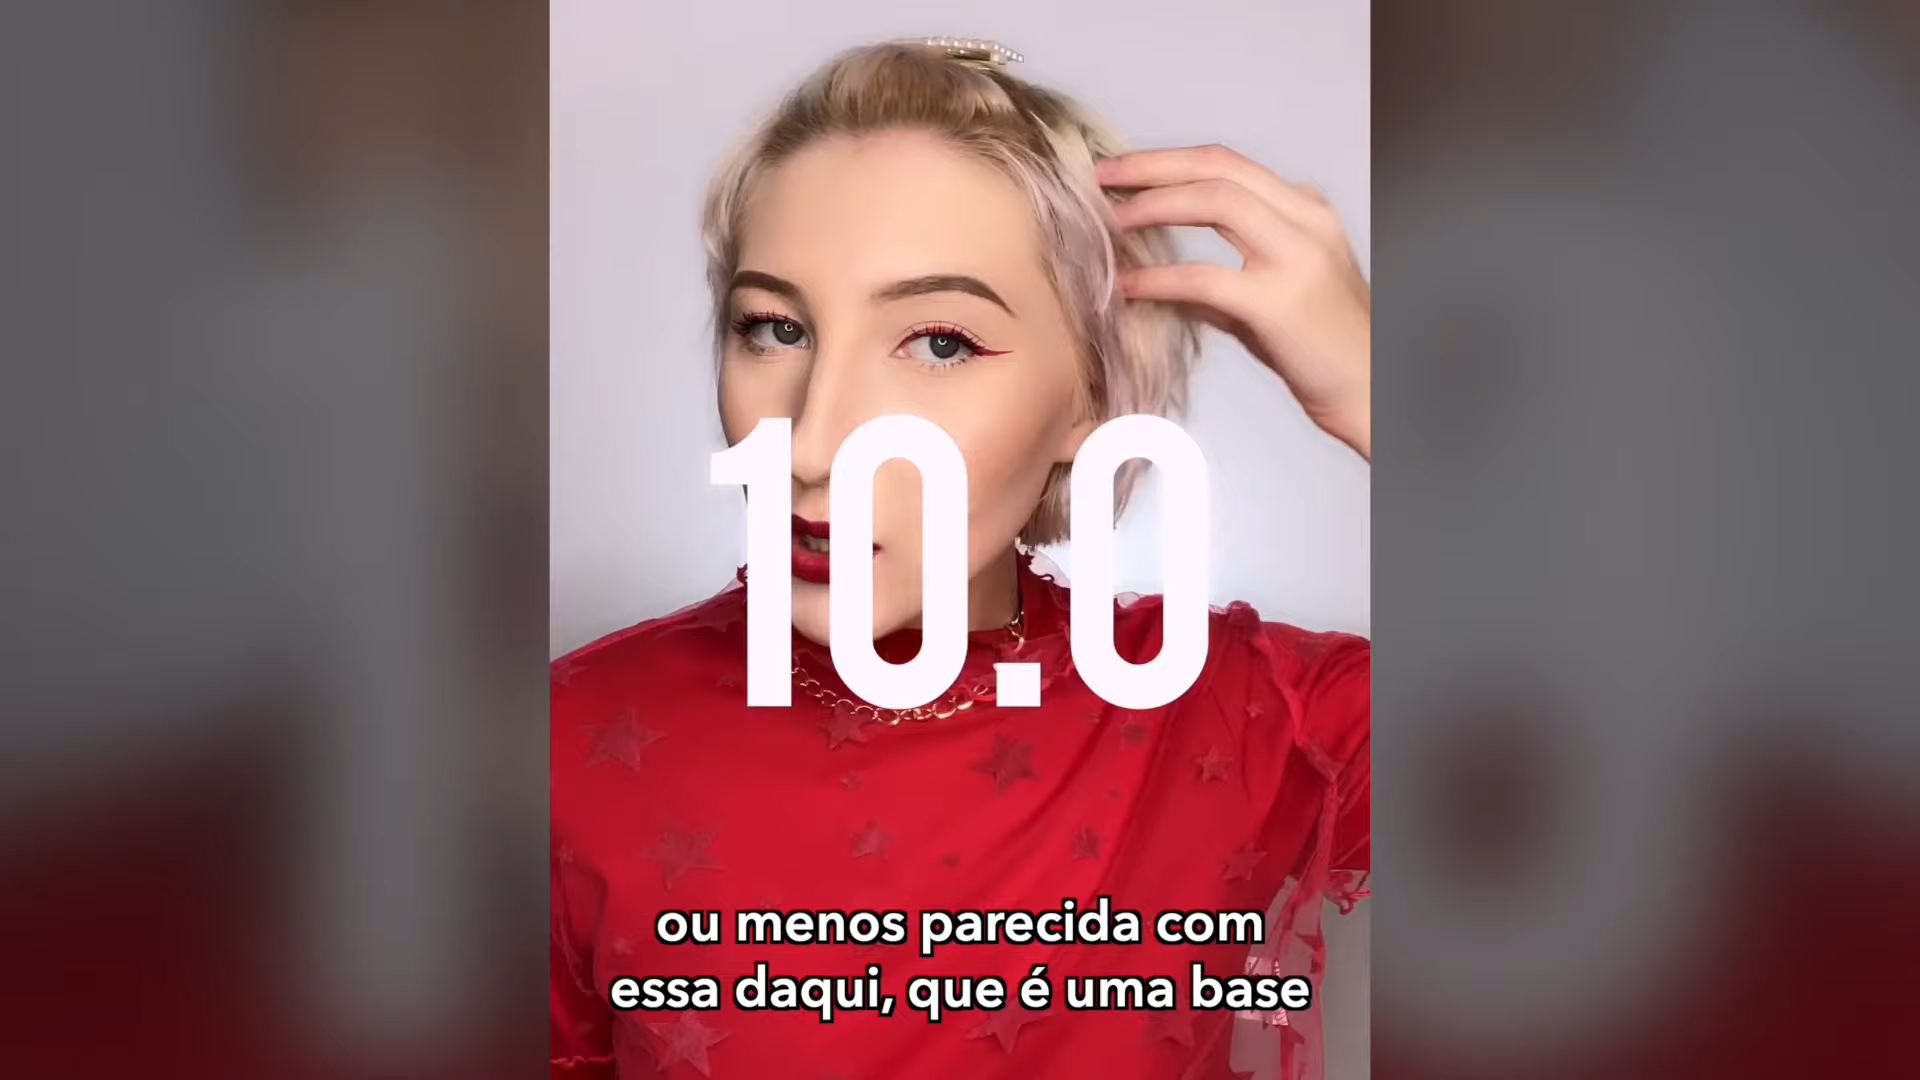 10.0
ou menos parecida com
essa daqui, que é uma base